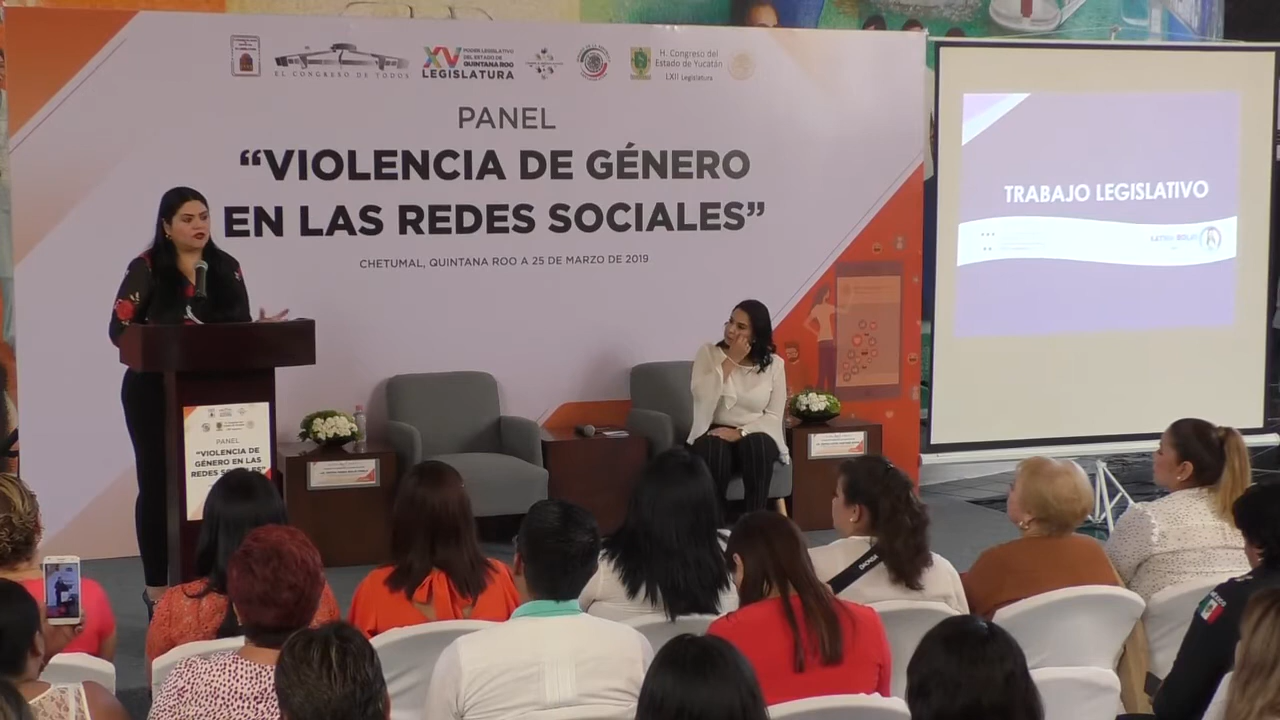 EL CONGRESO DE TODOS
XV
PODER LEGISLATIVO
DEL ESTADO DE
QUINTANA ROO
LEGISLATURA
H. Congreso del
Estado de Yucatán
LXII Legislatura
PANEL
“VIOLENCIA DE GÉNERO
EN LAS REDES SOCIALES”
CHETUMAL, QUINTANA ROO A 25 DE MARZO DE 2019
TRABAJO LEGISLATIVO
PANEL
VIOLENCIA DE
GÉNERO EN LAS